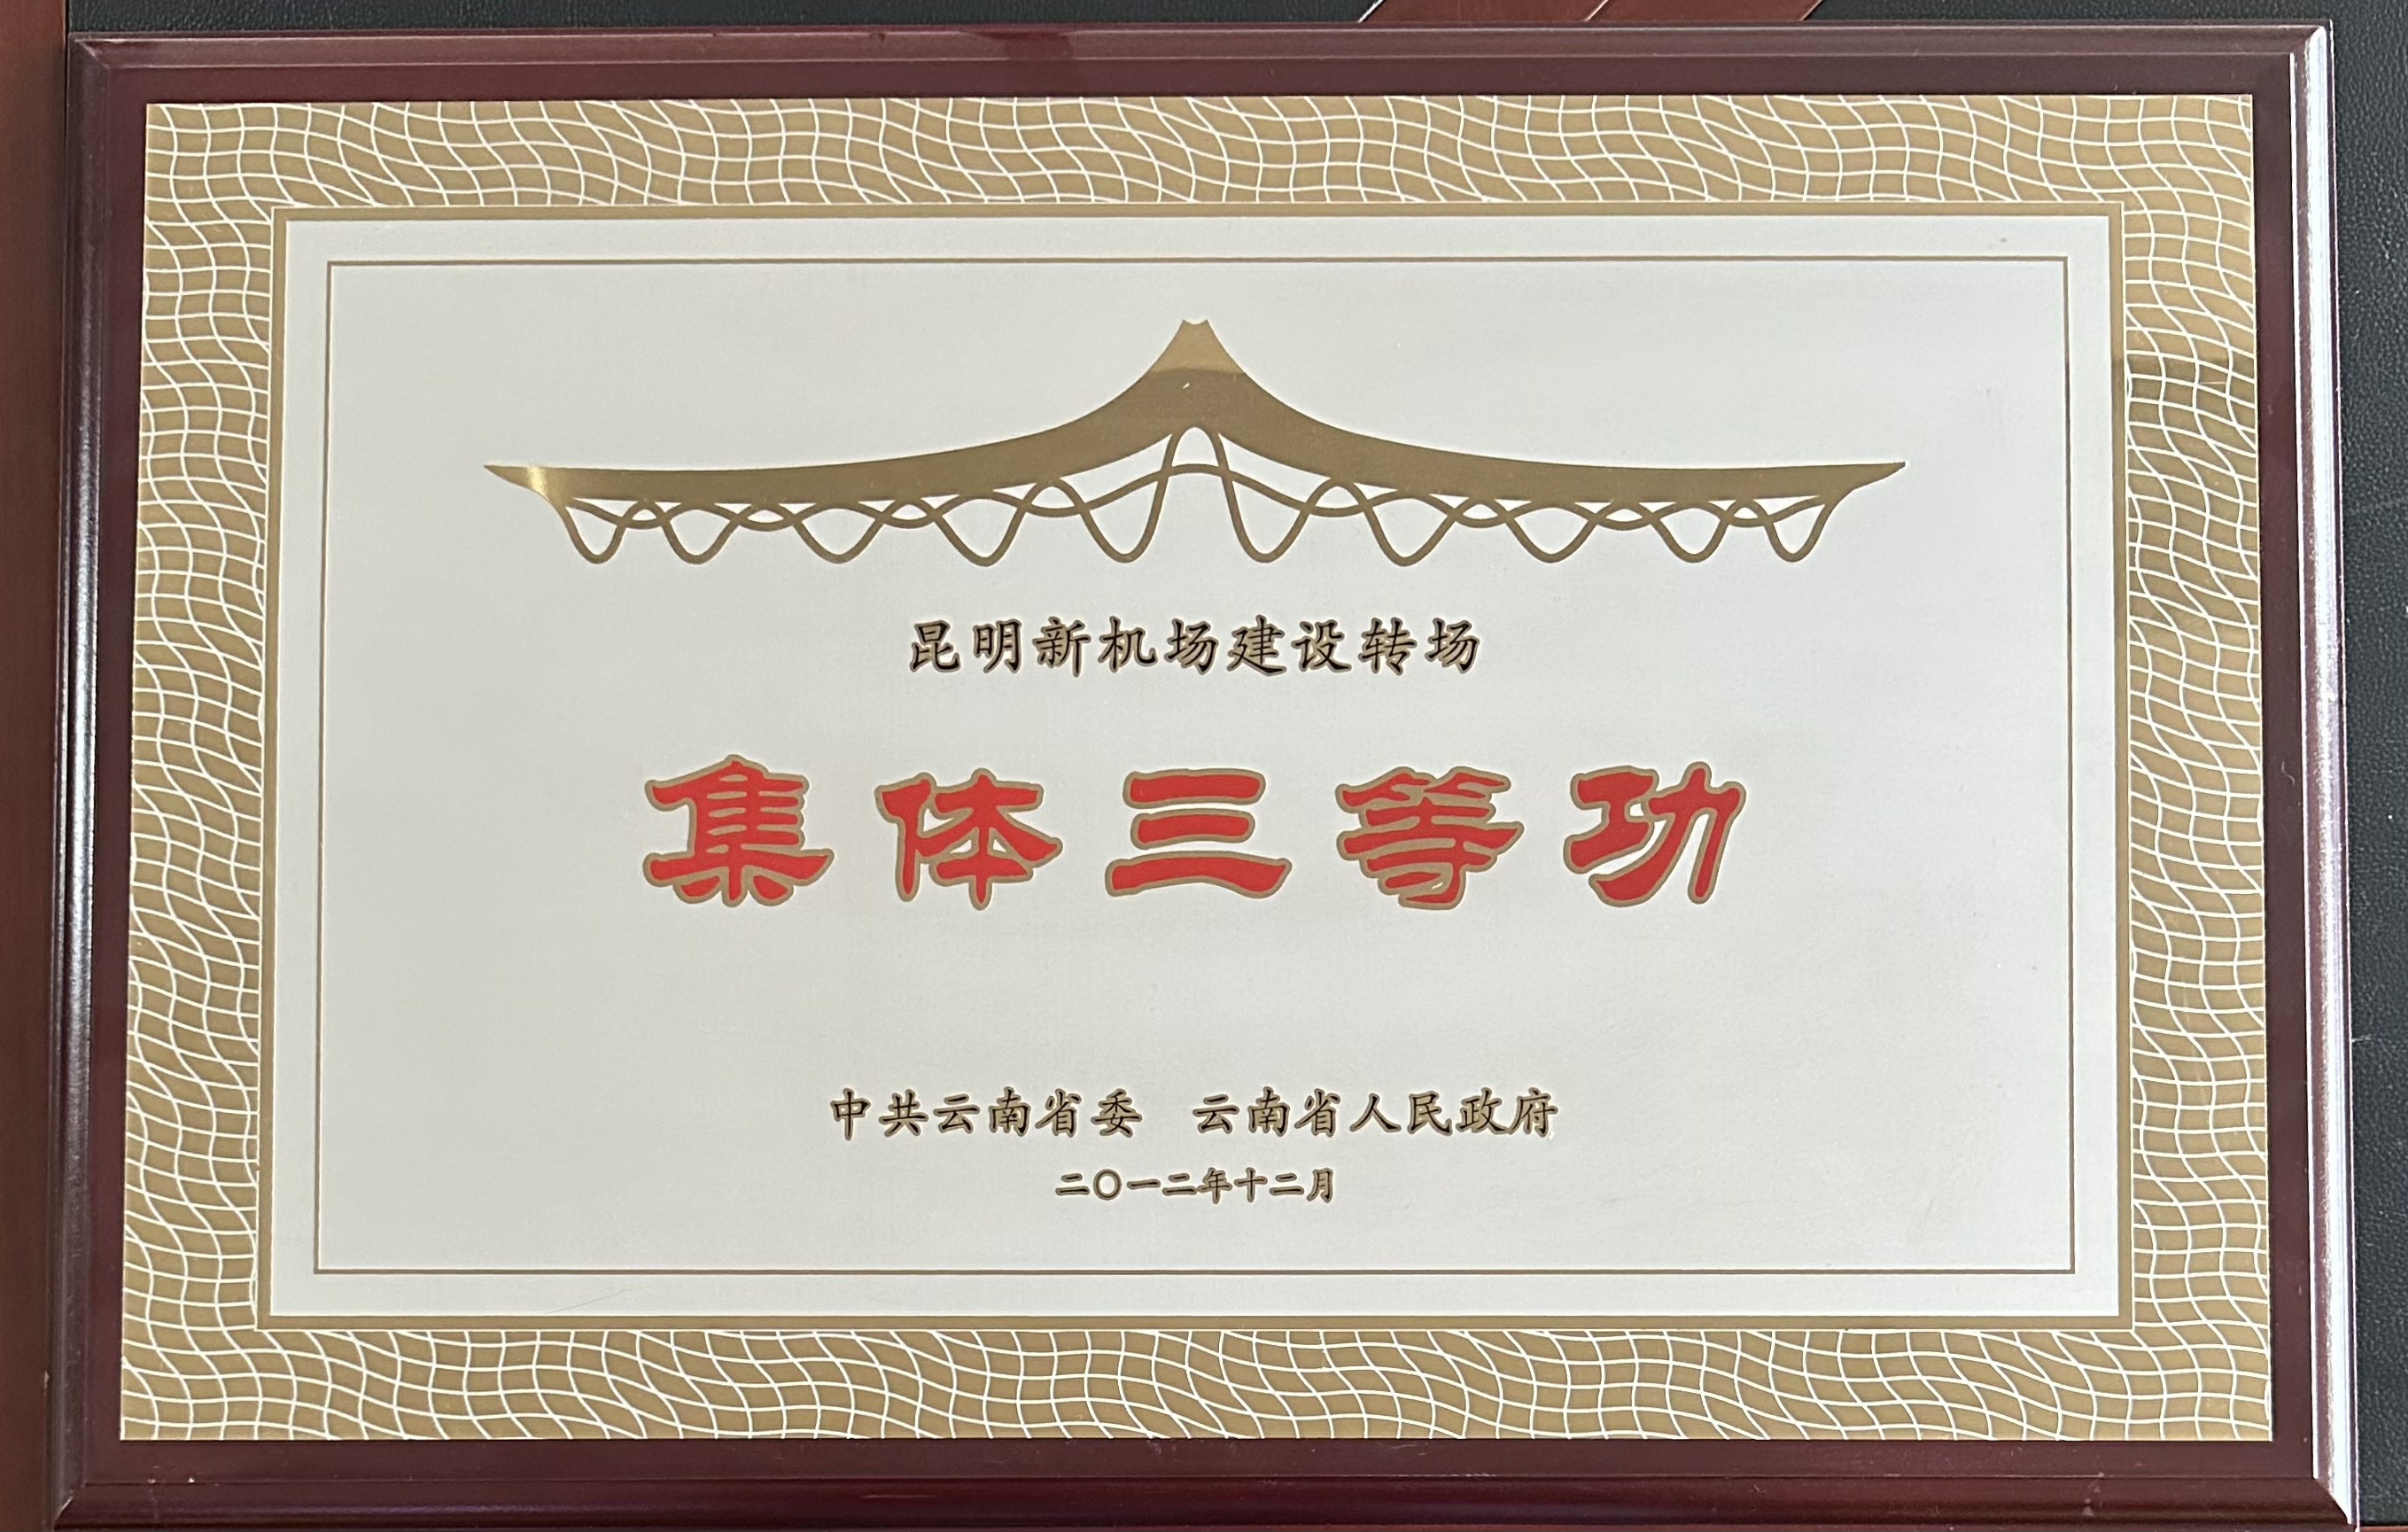 昆明新机场建设转场
集体三等功
中共云南省委 云南省人民政府
二〇一二年十二月